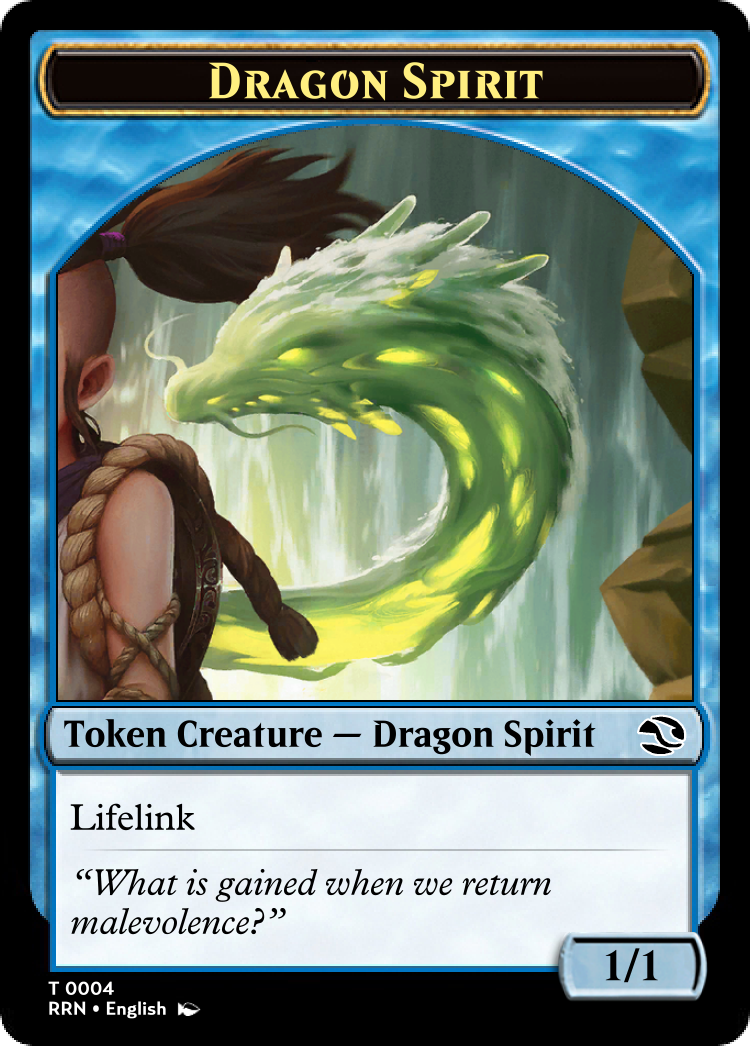 Dragon Spirit
Token Creature — Dragon Spirit
Lifelink
“What is gained when we return
malevolence?”
1/1
T 0004
RRN • English